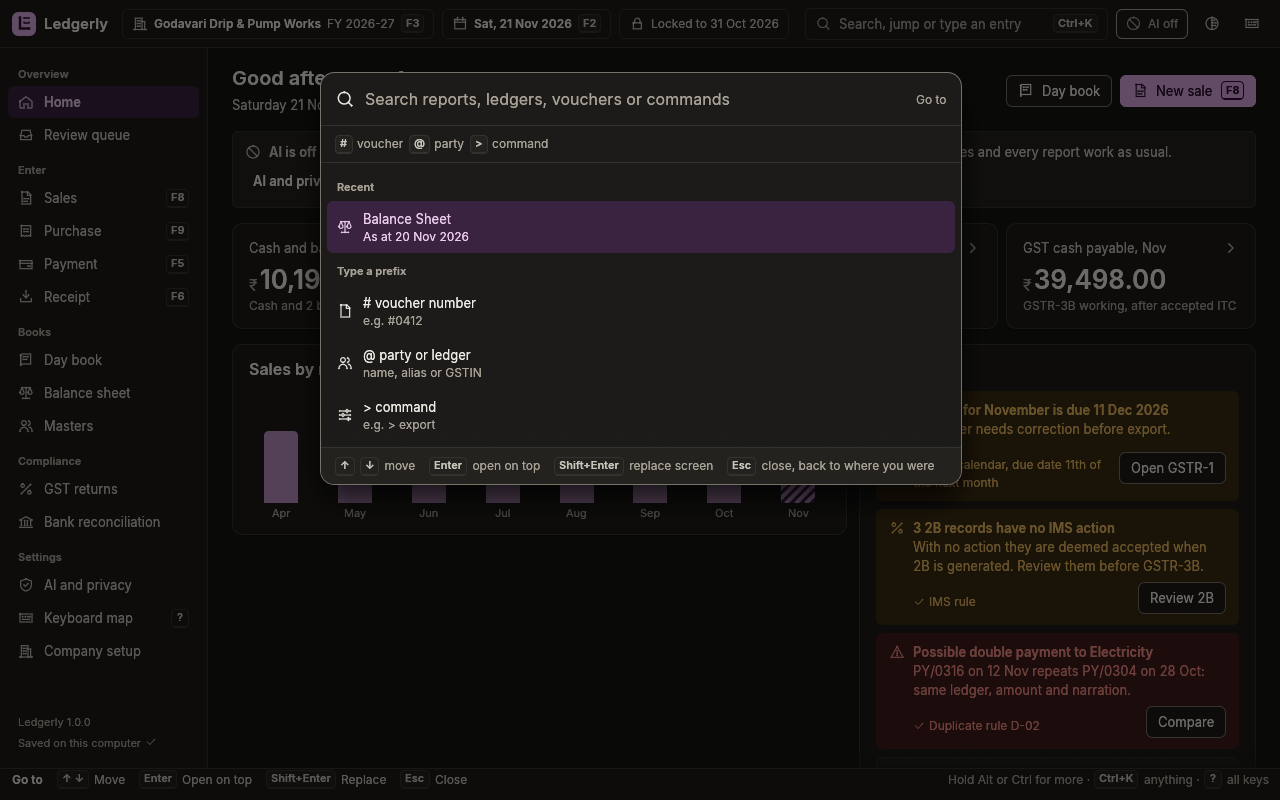 Ledgerly
Godavari Drip & Pump Works FY 2026-27 F3
Sat, 21 Nov 2026 F2
Locked to 31 Oct 2026
Search, jump or type an entry Ctrl+K
AI off
Overview
Home
Review queue
Enter
Sales F8
Purchase F9
Payment F5
Receipt F6
Books
Day book
Balance sheet
Masters
Compliance
GST returns
Bank reconciliation
Settings
AI and privacy
Keyboard map ?
Company setup
Ledgerly 1.0.0
Saved on this computer
Good afte
Saturday 21 No
Day book
New sale F8
AI is off
es and every report work as usual.
AI and priv
Cash and b
₹10,19
Cash and 2 b
GST cash payable, Nov
₹39,498.00
GSTR-3B working, after accepted ITC
Sales by
Apr May Jun Jul Aug Sep Oct Nov
Search reports, ledgers, vouchers or commands
Go to
# voucher @ party > command
Recent
Balance Sheet
As at 20 Nov 2026
Type a prefix
# voucher number
e.g. #0412
@ party or ledger
name, alias or GSTIN
> command
e.g. > export
↑ ↓ move Enter open on top Shift+Enter replace screen Esc close, back to where you were
for November is due 11 Dec 2026
er needs correction before export.
alendar, due date 11th of
next month
Open GSTR-1
3 2B records have no IMS action
With no action they are deemed accepted when
2B is generated. Review them before GSTR-3B.
IMS rule
Review 2B
Possible double payment to Electricity
PY/0316 on 12 Nov repeats PY/0304 on 28 Oct:
same ledger, amount and narration.
Duplicate rule D-02
Compare
Go to ↑↓ Move Enter Open on top Shift+Enter Replace Esc Close
Hold Alt or Ctrl for more · Ctrl+K anything · ? all keys